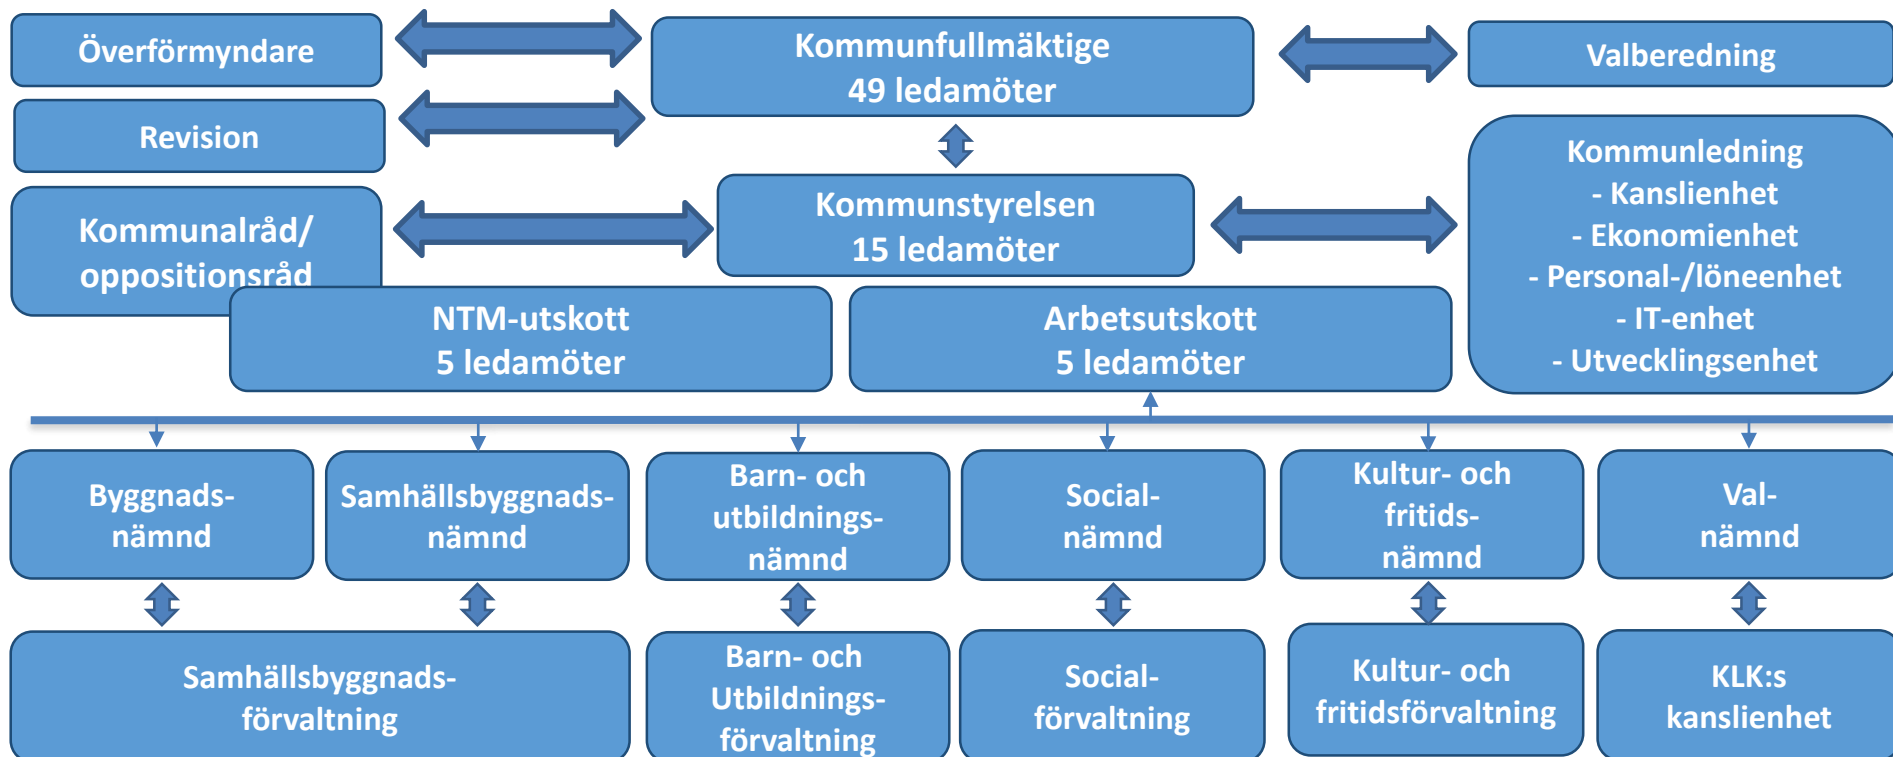 Överförmyndare
Kommunfullmäktige
49 ledamöter
Valberedning
Revision
Kommunalråd/
oppositionsråd
Kommunstyrelsen
15 ledamöter
Kommunledning
- Kanslienhet
- Ekonomienhet
- Personal-/löneenhet
- IT-enhet
- Utvecklingsenhet
NTM-utskott
5 ledamöter
Arbetsutskott
5 ledamöter
Byggnads-
nämnd
Samhällsbyggnads-
nämnd
Barn- och
utbildnings-
nämnd
Social-
nämnd
Kultur- och
fritids-
nämnd
Val-
nämnd
Samhällsbyggnads-
förvaltning
Barn- och
Utbildnings-
förvaltning
Social-
förvaltning
Kultur- och
fritidsförvaltning
KLK:s
kanslienhet